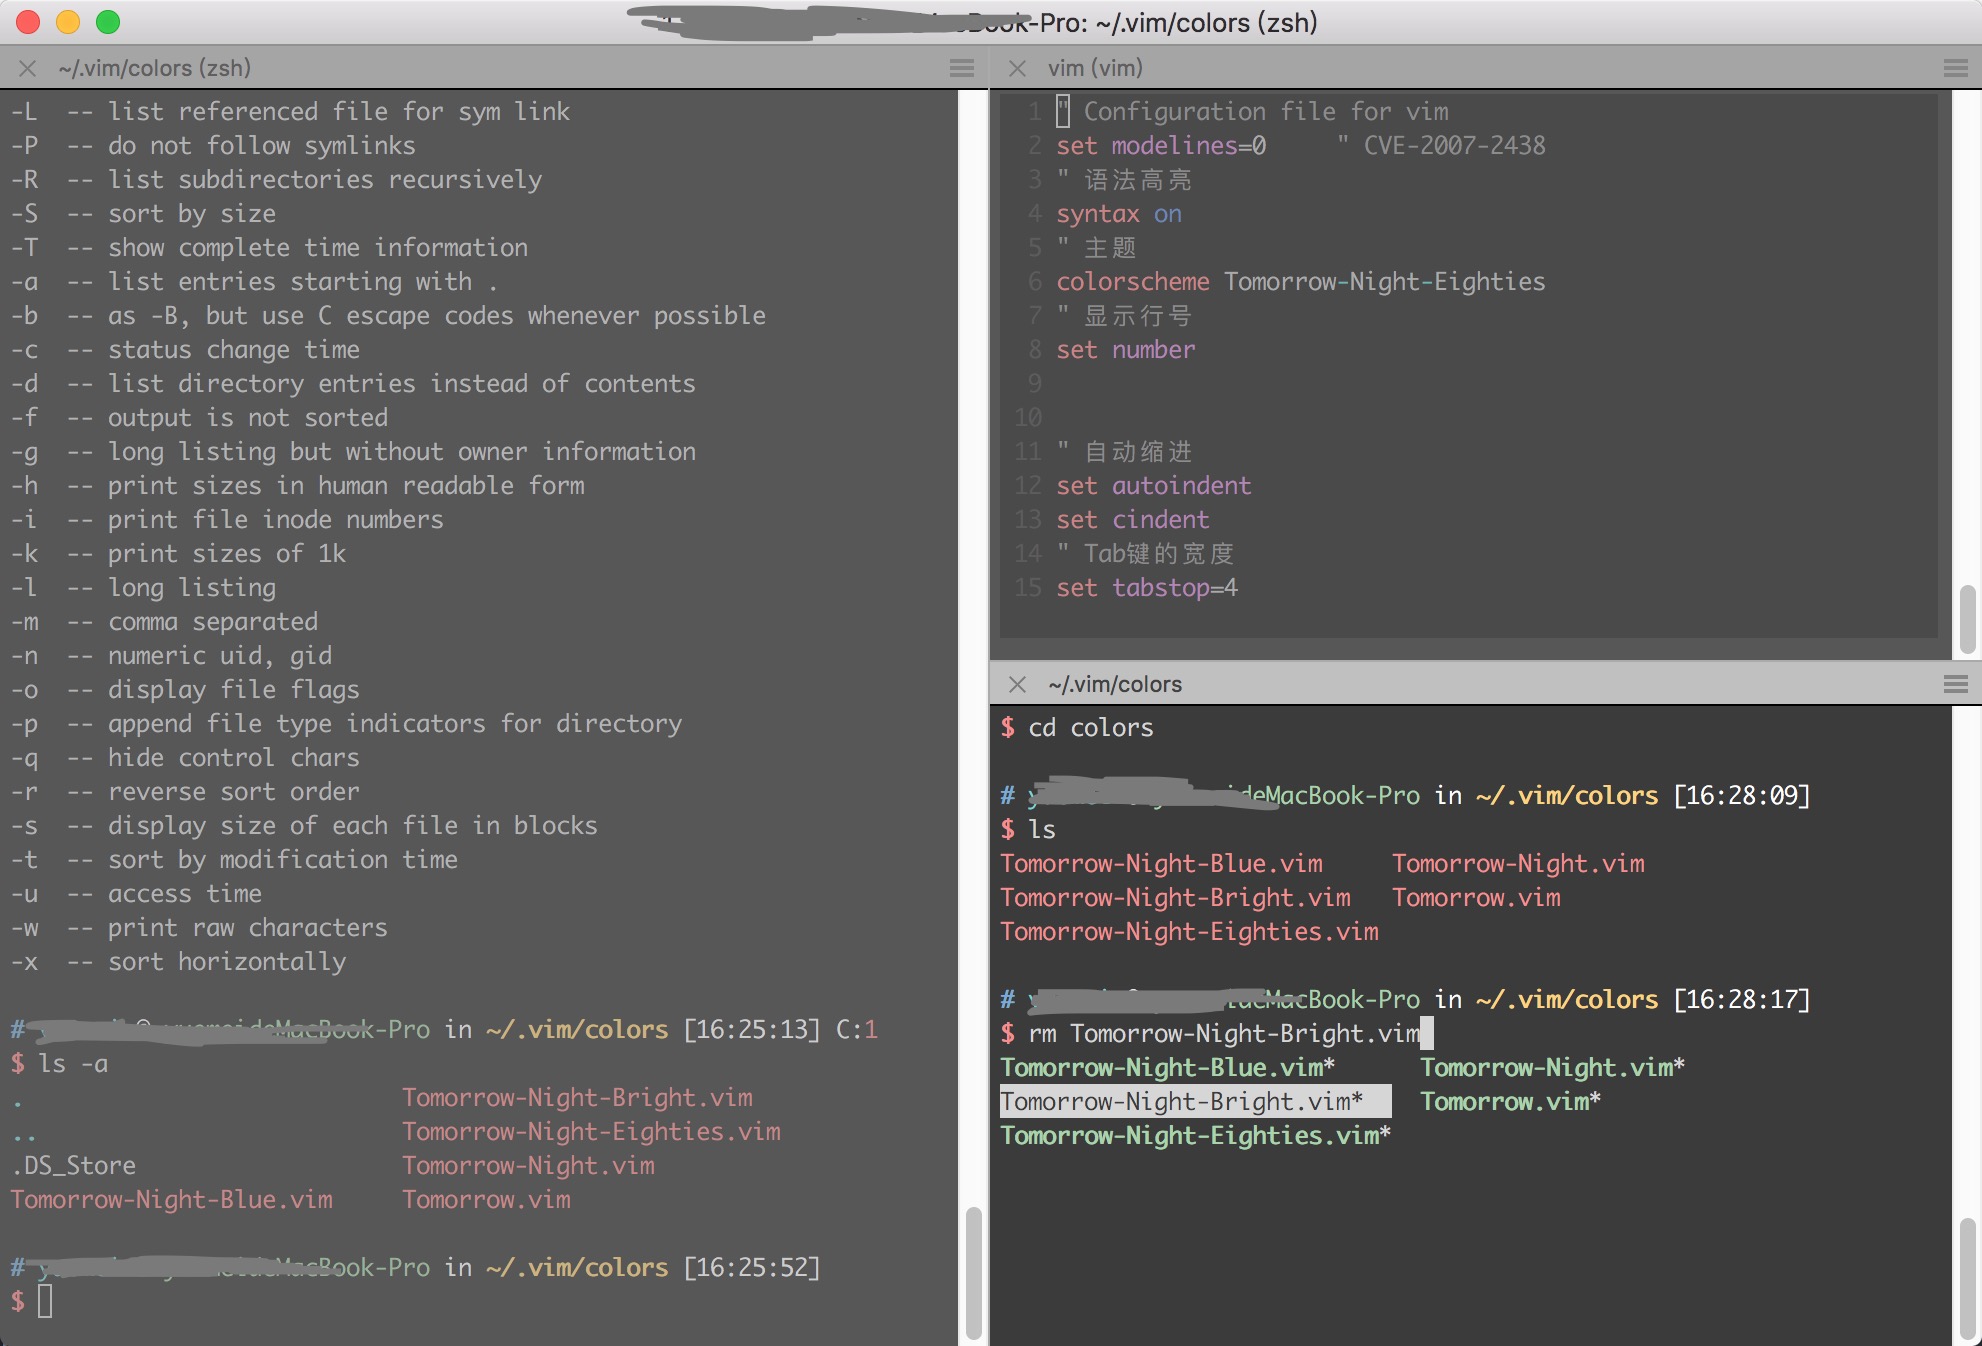 Book-Pro: ~/.vim/colors (zsh)
~/.vim/colors (zsh)
-L  -- list referenced file for sym link
-P  -- do not follow symlinks
-R  -- list subdirectories recursively
-S  -- sort by size
-T  -- show complete time information
-a  -- list entries starting with .
-b  -- as -B, but use C escape codes whenever possible
-c  -- status change time
-d  -- list directory entries instead of contents
-f  -- output is not sorted
-g  -- long listing but without owner information
-h  -- print sizes in human readable form
-i  -- print file inode numbers
-k  -- print sizes of 1k
-l  -- long listing
-m  -- comma separated
-n  -- numeric uid, gid
-o  -- display file flags
-p  -- append file type indicators for directory
-q  -- hide control chars
-r  -- reverse sort order
-s  -- display size of each file in blocks
-t  -- sort by modification time
-u  -- access time
-w  -- print raw characters
-x  -- sort horizontally
# MacBook-Pro in ~/.vim/colors [16:25:13] C:1
$ ls -a
.                           Tomorrow-Night-Bright.vim
..                          Tomorrow-Night-Eighties.vim
.DS_Store                   Tomorrow-Night.vim
Tomorrow-Night-Blue.vim     Tomorrow.vim
# MacBook-Pro in ~/.vim/colors [16:25:52]
$
vim (vim)
1 " Configuration file for vim
2 set modelines=0     " CVE-2007-2438
3 " 语法高亮
4 syntax on
5 " 主题
6 colorscheme Tomorrow-Night-Eighties
7 " 显示行号
8 set number
9
10
11 " 自动缩进
12 set autoindent
13 set cindent
14 " Tab键的宽度
15 set tabstop=4
~/.vim/colors
$ cd colors
# ideMacBook-Pro in ~/.vim/colors [16:28:09]
$ ls
Tomorrow-Night-Blue.vim     Tomorrow-Night.vim
Tomorrow-Night-Bright.vim   Tomorrow.vim
Tomorrow-Night-Eighties.vim
# MacBook-Pro in ~/.vim/colors [16:28:17]
$ rm Tomorrow-Night-Bright.vim
Tomorrow-Night-Blue.vim*      Tomorrow-Night.vim*
Tomorrow-Night-Bright.vim*    Tomorrow.vim*
Tomorrow-Night-Eighties.vim*